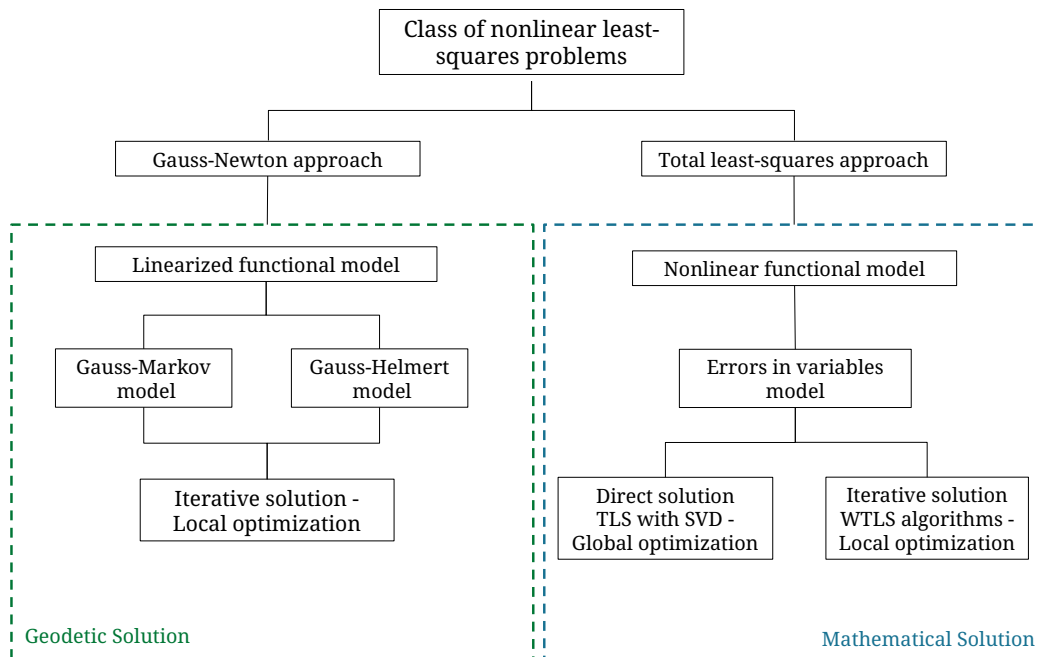 Class of nonlinear least-
squares problems
Gauss-Newton approach
Total least-squares approach
Linearized functional model
Nonlinear functional model
Gauss-Markov
model
Gauss-Helmert
model
Errors in variables
model
Iterative solution -
Local optimization
Direct solution
TLS with SVD -
Global optimization
Iterative solution
WTLS algorithms -
Local optimization
Geodetic Solution
Mathematical Solution